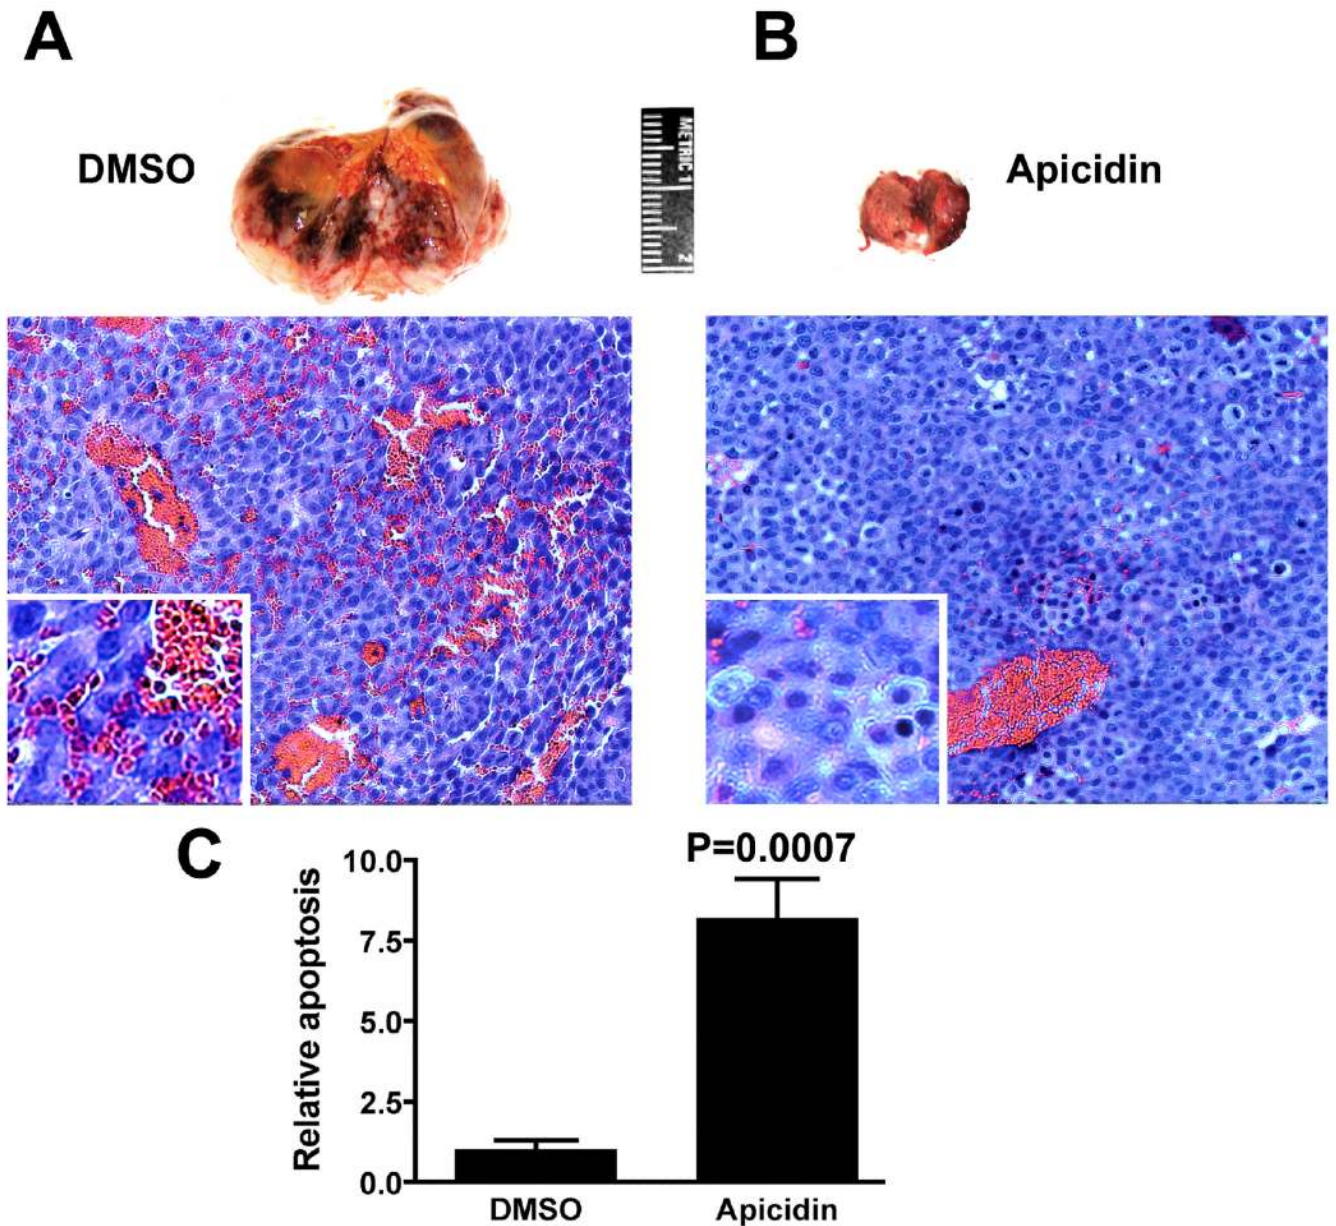 A
B
DMSO
METRIC 1
2
Apicidin
C
P=0.0007
Relative apoptosis
10.0
7.5
5.0
2.5
0.0
DMSO
Apicidin